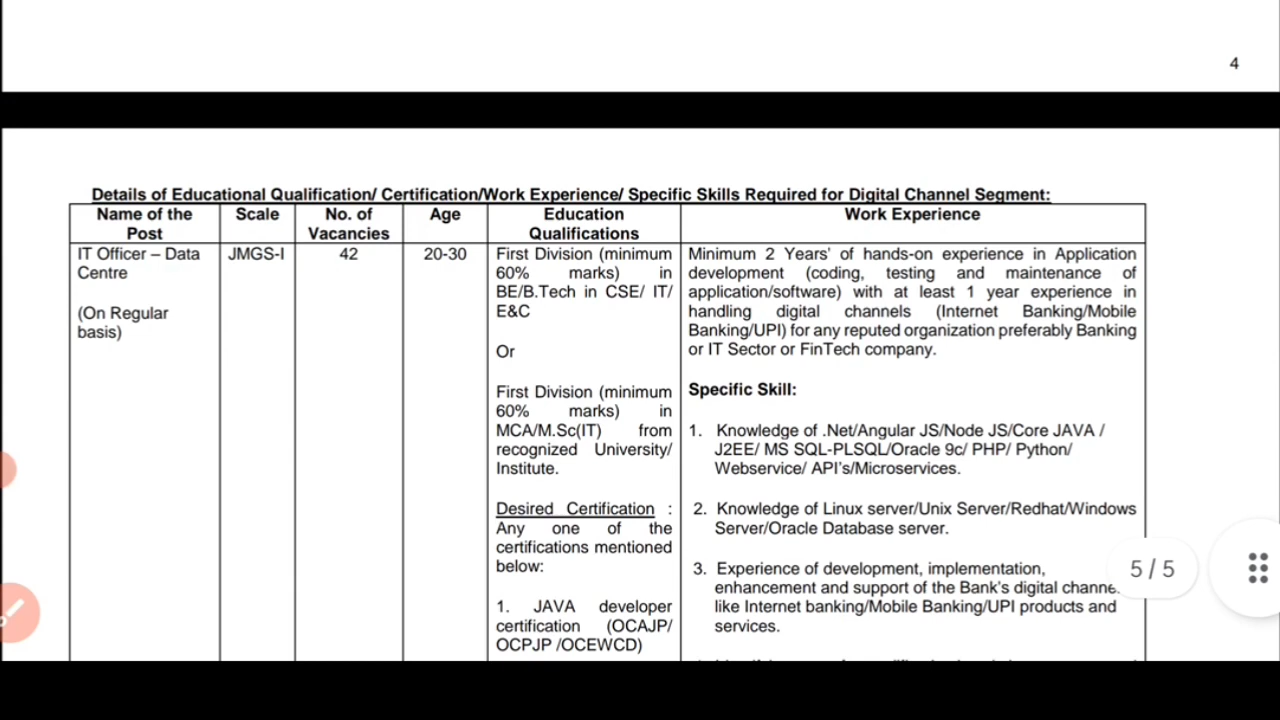 4
Details of Educational Qualification/ Certification/Work Experience/ Specific Skills Required for Digital Channel Segment:
Name of the Post
Scale
No. of Vacancies
Age
Education Qualifications
Work Experience
IT Officer – Data
Centre
(On Regular
basis)
JMGS-I
42
20-30
First Division (minimum
60% marks) in
BE/B.Tech in CSE/ IT/
E&C
Or
First Division (minimum
60% marks) in
MCA/M.Sc(IT) from
recognized University/
Institute.
Desired Certification :
Any one of the
certifications mentioned
below:
1. JAVA developer
certification (OCAJP/
OCPJP /OCEWCD)
Minimum 2 Years' of hands-on experience in Application
development (coding, testing and maintenance of
application/software) with at least 1 year experience in
handling digital channels (Internet Banking/Mobile
Banking/UPI) for any reputed organization preferably Banking
or IT Sector or FinTech company.
Specific Skill:
1. Knowledge of .Net/Angular JS/Node JS/Core JAVA /
J2EE/ MS SQL-PLSQL/Oracle 9c/ PHP/ Python/
Webservice/ API's/Microservices.
2. Knowledge of Linux server/Unix Server/Redhat/Windows
Server/Oracle Database server.
3. Experience of development, implementation,
enhancement and support of the Bank's digital channe
like Internet banking/Mobile Banking/UPI products and
services.
5 / 5